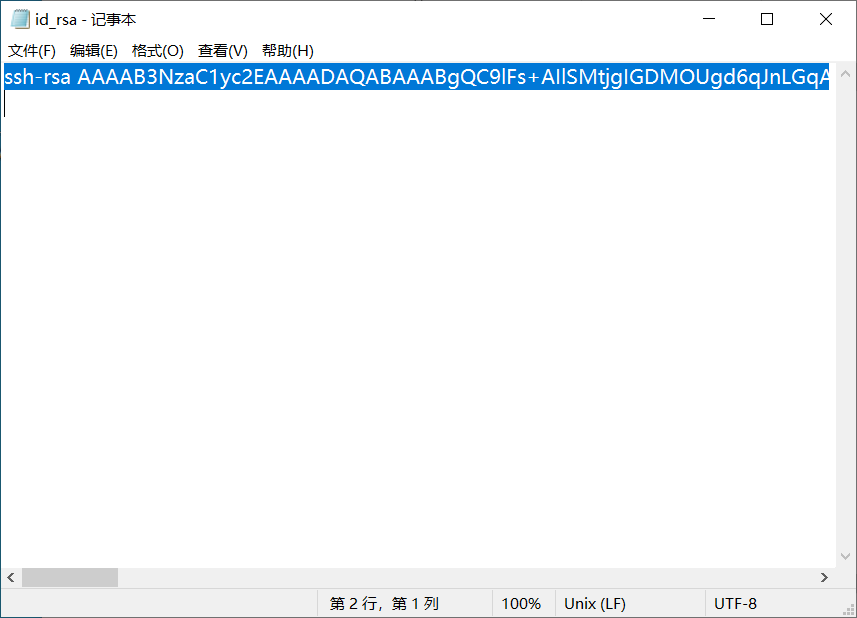 id_rsa - 记事本
文件(F) 编辑(E) 格式(O) 查看(V) 帮助(H)
ssh-rsa AAAAB3NzaC1yc2EAAAADAQABAAABgQC9lFs+AIlSMtjgIGDMOUgd6qJnLGqA
第 2 行，第 1 列 100% Unix (LF) UTF-8